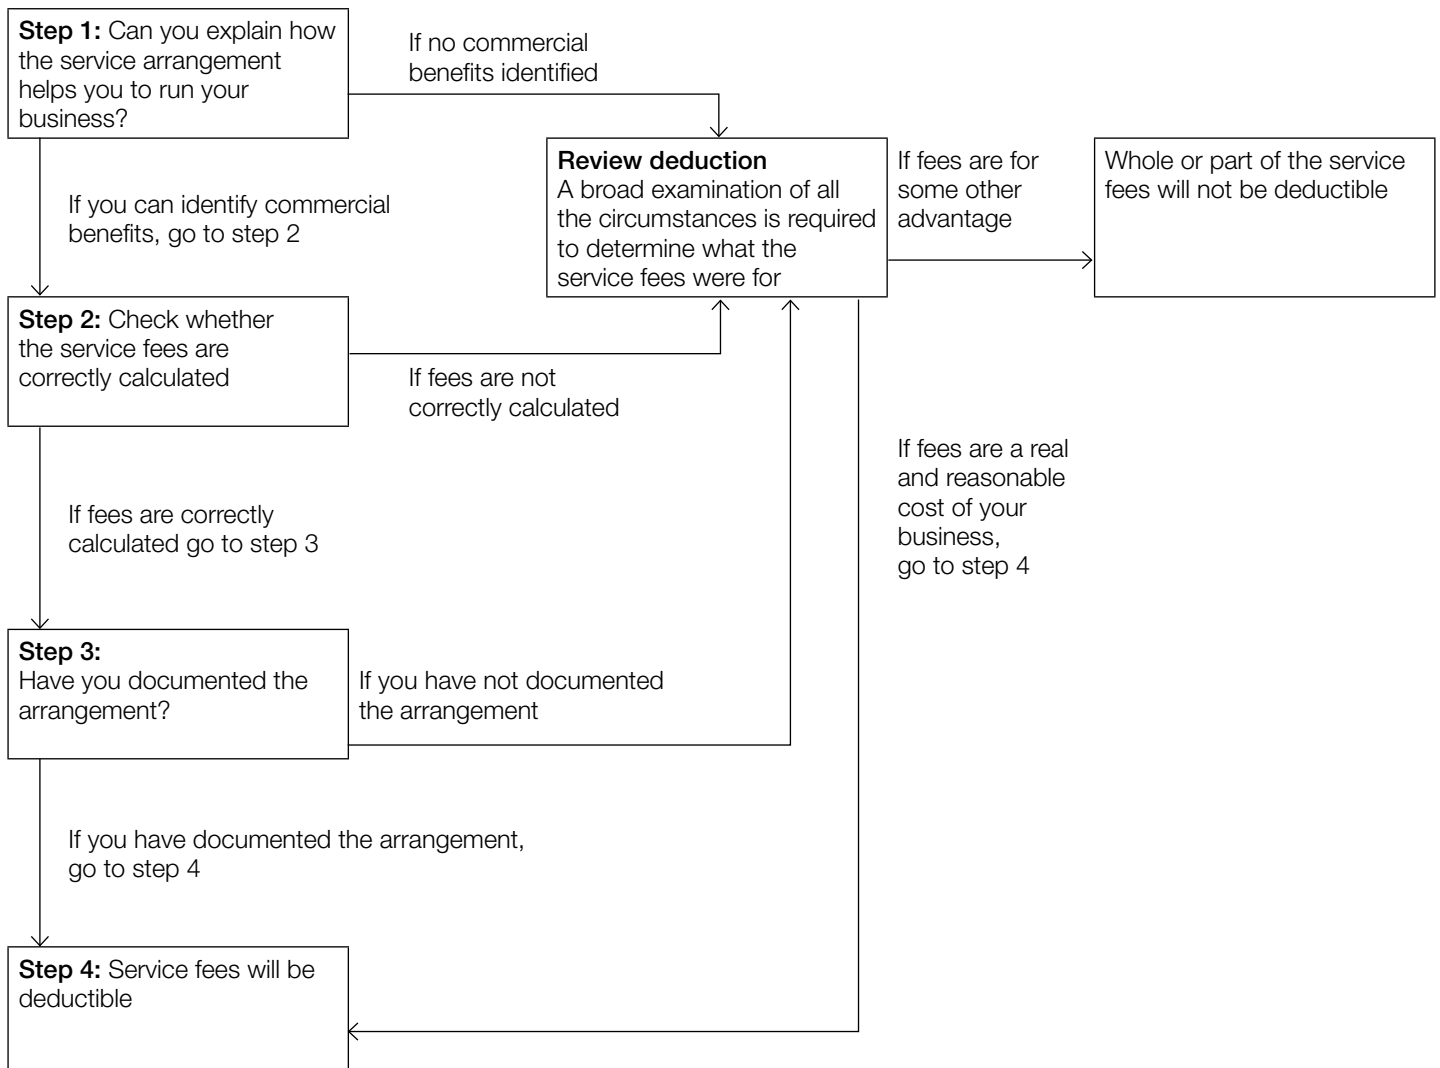 Step 1: Can you explain how
the service arrangement
helps you to run your
business?
If no commercial
benefits identified
If you can identify commercial
benefits, go to step 2
Review deduction
A broad examination of all
the circumstances is required
to determine what the
service fees were for
If fees are for
some other
advantage
Whole or part of the service
fees will not be deductible
Step 2: Check whether
the service fees are
correctly calculated
If fees are not
correctly calculated
If fees are a real
and reasonable
cost of your
business,
go to step 4
If fees are correctly
calculated go to step 3
Step 3:
Have you documented the
arrangement?
If you have not documented
the arrangement
If you have documented the arrangement,
go to step 4
Step 4: Service fees will be
deductible